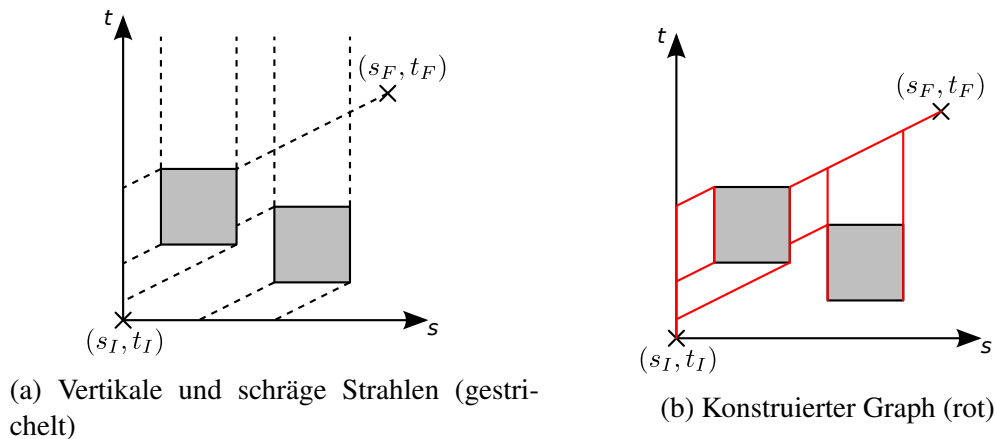 t
(s_F, t_F)
s
(s_I, t_I)
(a) Vertikale und schräge Strahlen (gestri-
chelt)
t
(s_F, t_F)
s
(s_I, t_I)
(b) Konstruierter Graph (rot)